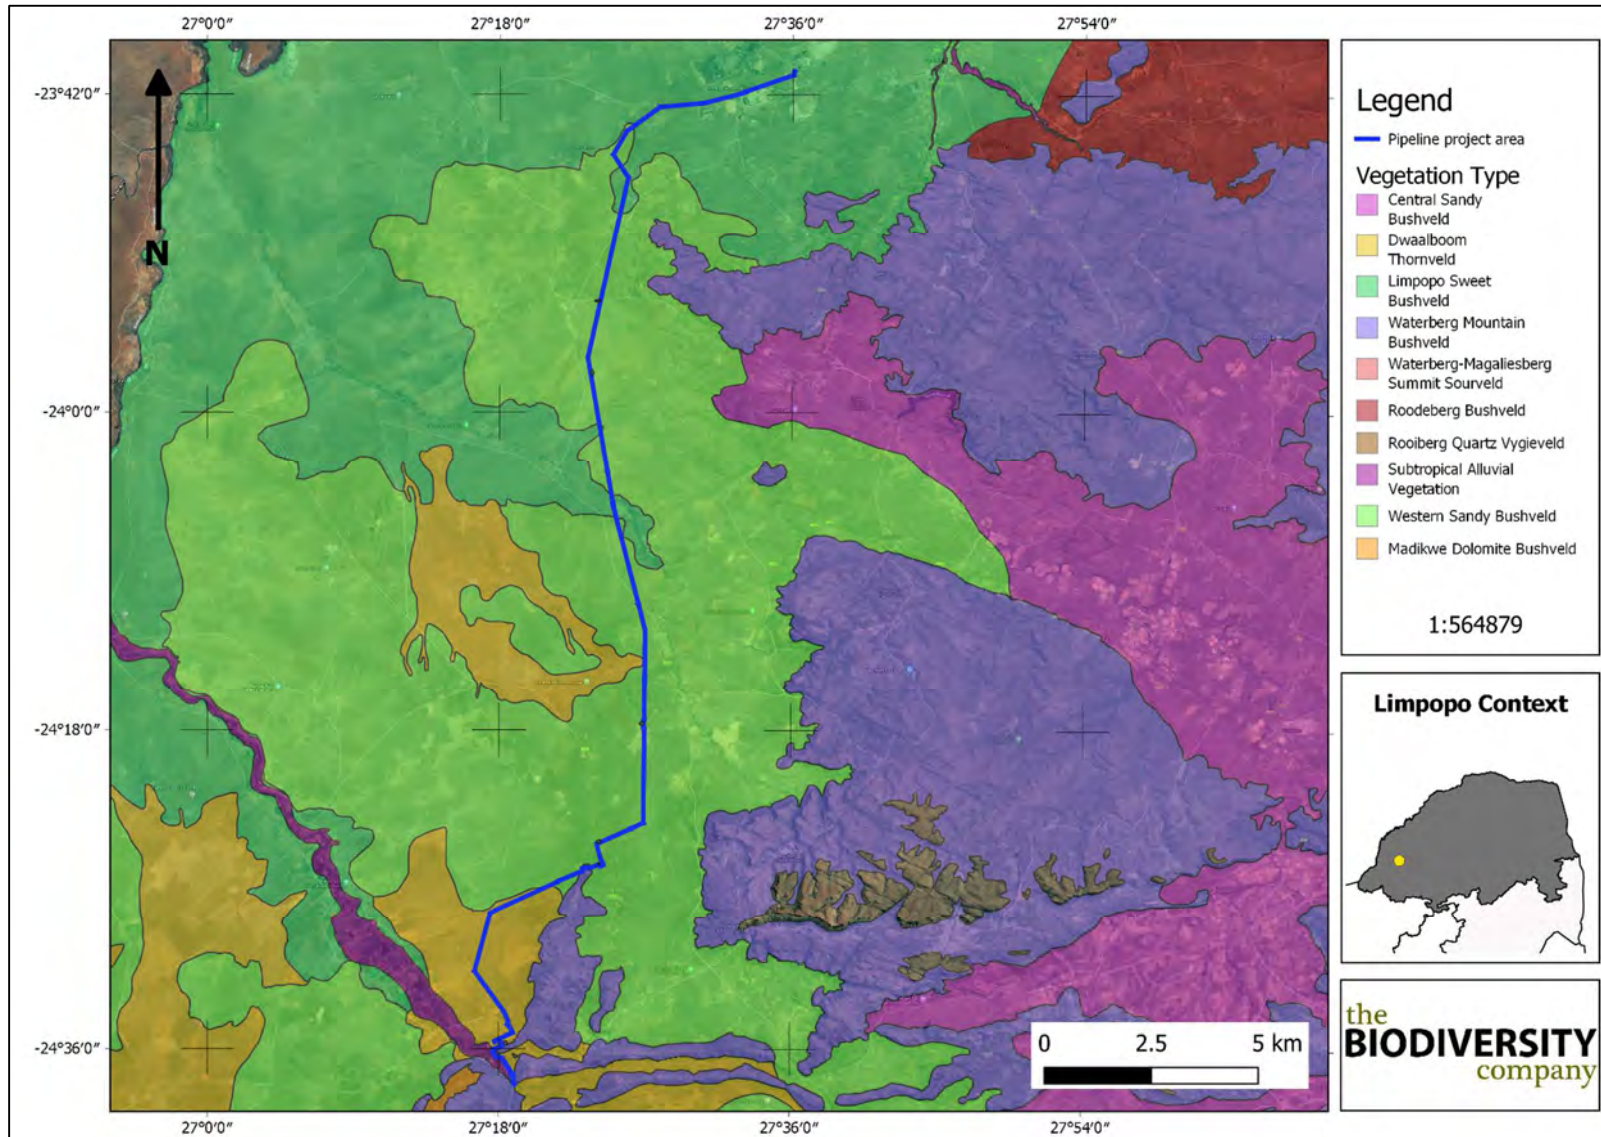 27°0'0" 27°18'0" 27°36'0" 27°54'0"
-23°42'0"
-24°0'0"
-24°18'0"
-24°36'0"
N
27°0'0" 27°18'0" 27°36'0" 27°54'0"
0 2.5 5 km
Legend
Pipeline project area
Vegetation Type
Central Sandy
Bushveld
Dwaalboom
Thornveld
Limpopo Sweet
Bushveld
Waterberg Mountain
Bushveld
Waterberg-Magaliesberg
Summit Sourveld
Roodeberg Bushveld
Rooiberg Quartz Vygieveld
Subtropical Alluvial
Vegetation
Western Sandy Bushveld
Madikwe Dolomite Bushveld
1:564879
Limpopo Context
the
BIODIVERSITY
company